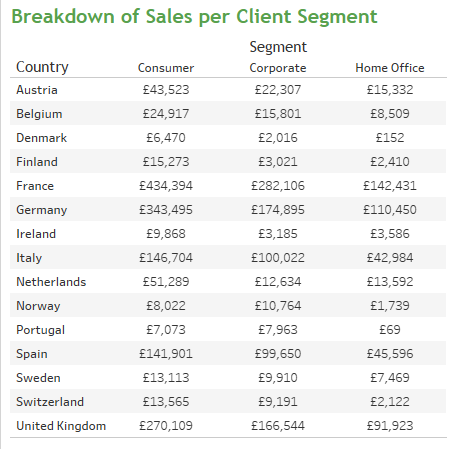 Breakdown of Sales per Client Segment
Segment
Country Consumer Corporate Home Office
Austria £43,523 £22,307 £15,332
Belgium £24,917 £15,801 £8,509
Denmark £6,470 £2,016 £152
Finland £15,273 £3,021 £2,410
France £434,394 £282,106 £142,431
Germany £343,495 £174,895 £110,450
Ireland £9,868 £3,185 £3,586
Italy £146,704 £100,022 £42,984
Netherlands £51,289 £12,634 £13,592
Norway £8,022 £10,764 £1,739
Portugal £7,073 £7,963 £69
Spain £141,901 £99,650 £45,596
Sweden £13,113 £9,910 £7,469
Switzerland £13,565 £9,191 £2,122
United Kingdom £270,109 £166,544 £91,923